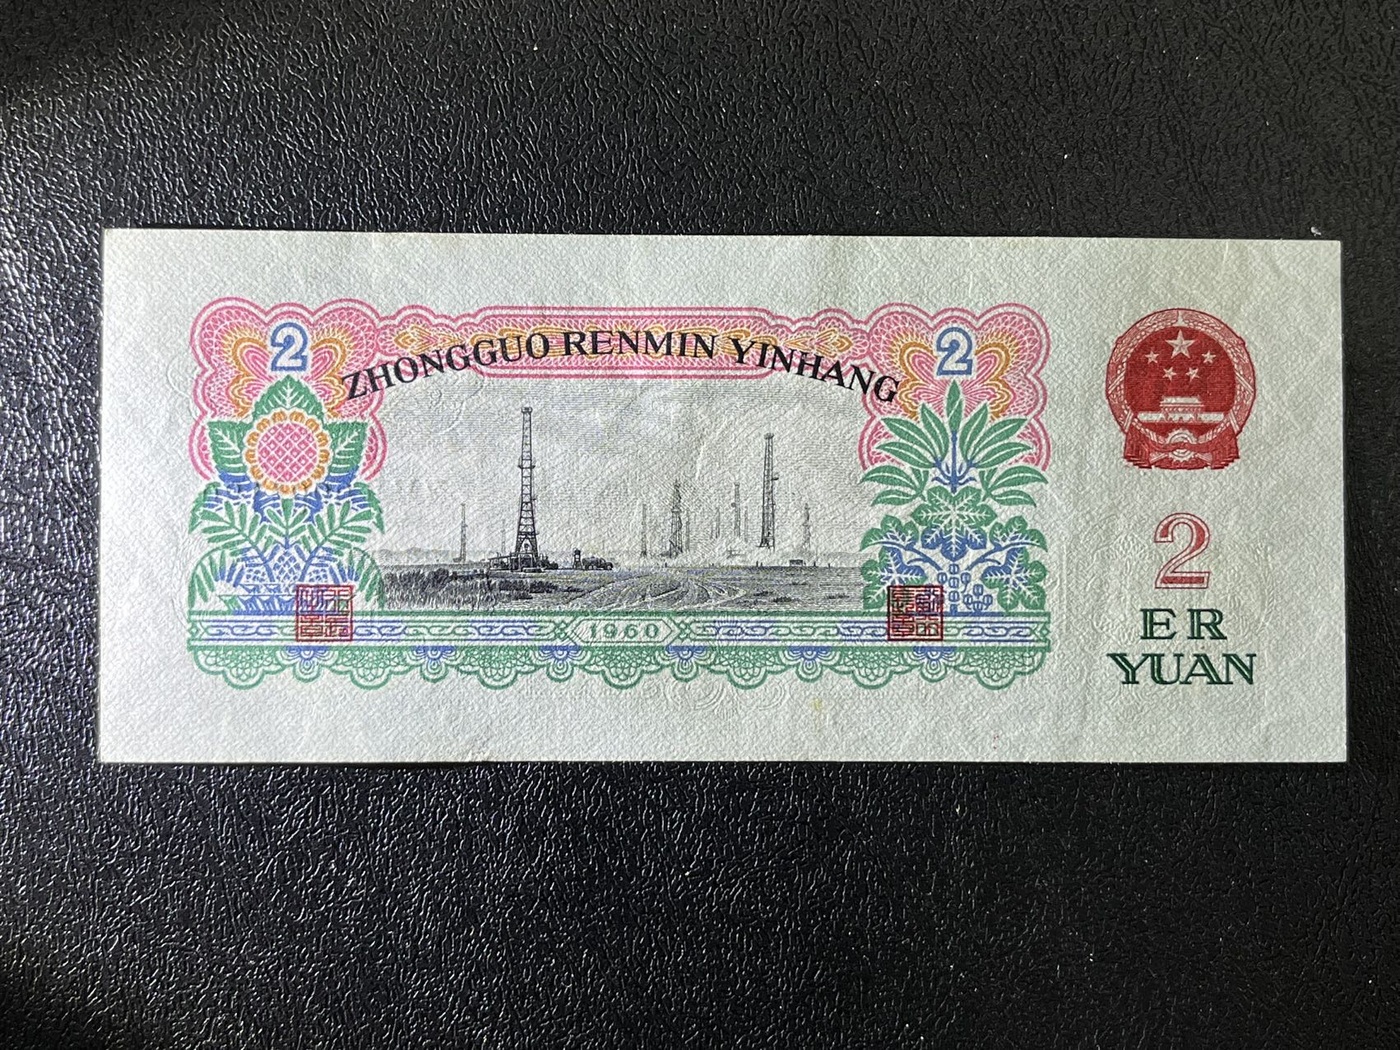 2
2
ZHONGGUO RENMIN YINHANG
1960
2
ER
YUAN